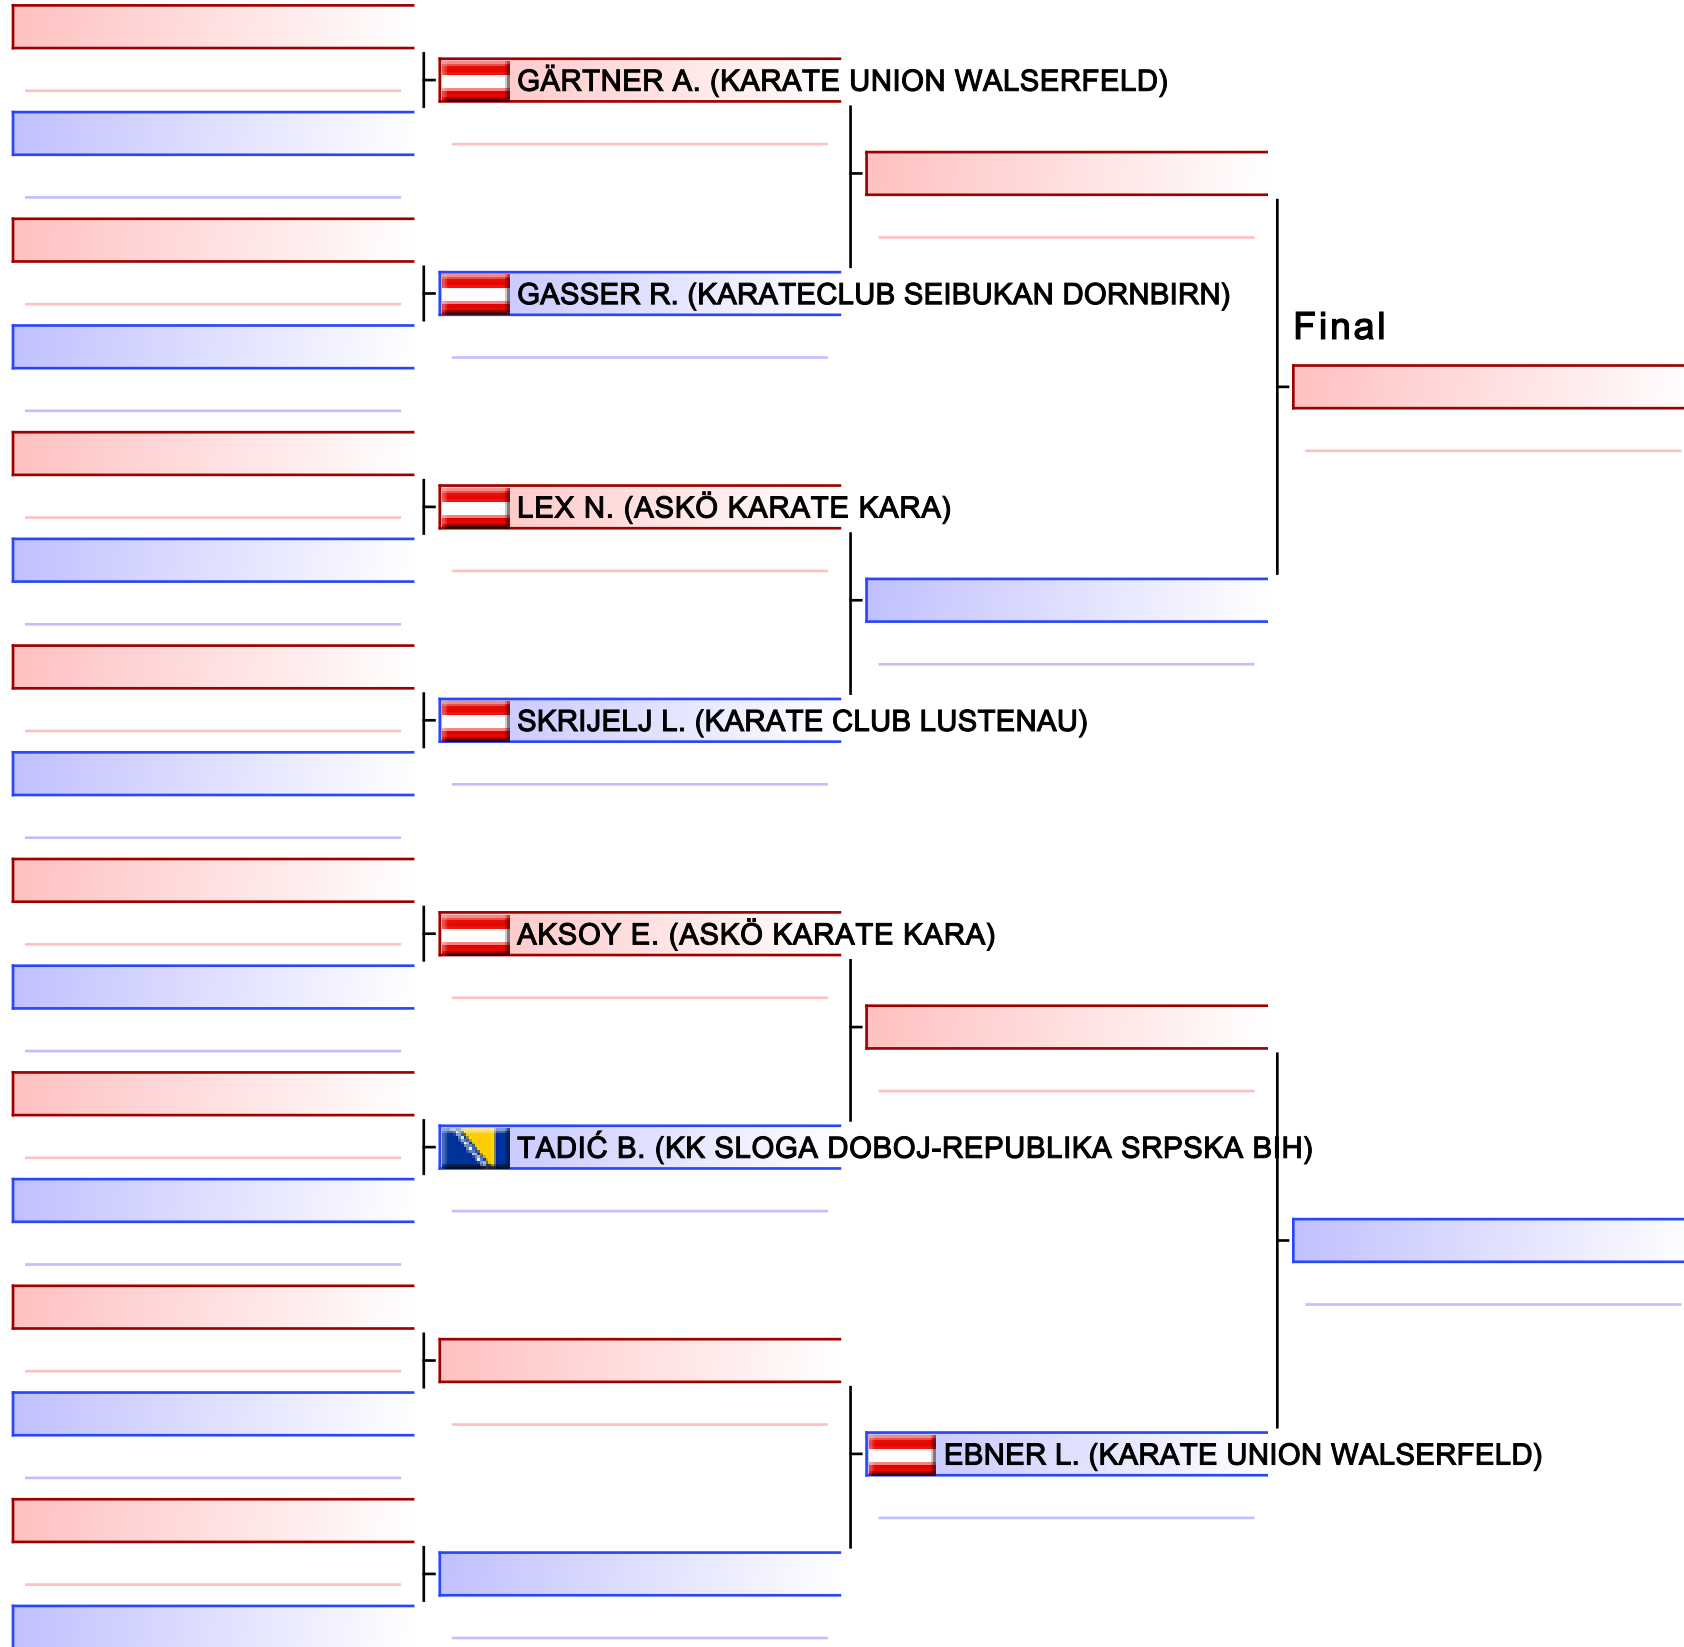 GÄRTNER A. (KARATE UNION WALSERFELD)
GASSER R. (KARATECLUB SEIBUKAN DORNBIRN)
Final
LEX N. (ASKÖ KARATE KARA)
SKRIJELJ L. (KARATE CLUB LUSTENAU)
AKSOY E. (ASKÖ KARATE KARA)
TADIĆ B. (KK SLOGA DOBOJ-REPUBLIKA SRPSKA BIH)
EBNER L. (KARATE UNION WALSERFELD)